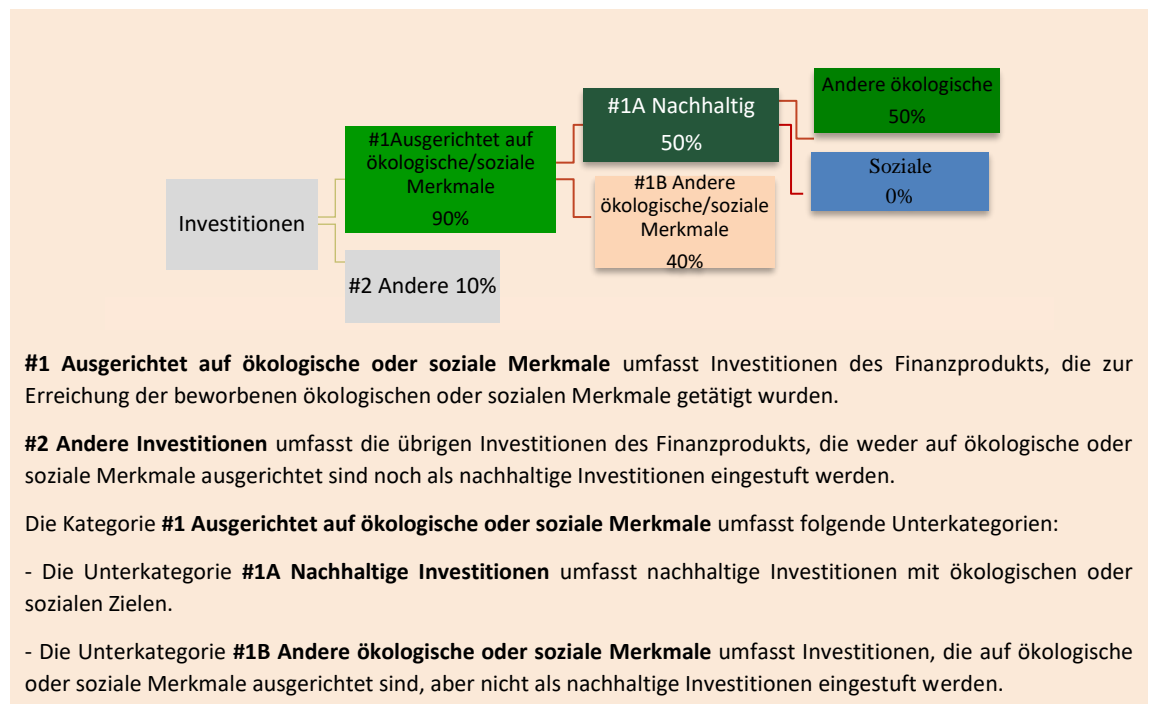 Investitionen
#1Ausgerichtet auf
ökologische/soziale
Merkmale
90%
#2 Andere 10%
#1A Nachhaltig
50%
#1B Andere
ökologische/soziale
Merkmale
40%
Andere ökologische
50%
Soziale
0%
#1 Ausgerichtet auf ökologische oder soziale Merkmale umfasst Investitionen des Finanzprodukts, die zur
Erreichung der beworbenen ökologischen oder sozialen Merkmale getätigt wurden.
#2 Andere Investitionen umfasst die übrigen Investitionen des Finanzprodukts, die weder auf ökologische oder
soziale Merkmale ausgerichtet sind noch als nachhaltige Investitionen eingestuft werden.
Die Kategorie #1 Ausgerichtet auf ökologische oder soziale Merkmale umfasst folgende Unterkategorien:
- Die Unterkategorie #1A Nachhaltige Investitionen umfasst nachhaltige Investitionen mit ökologischen oder
sozialen Zielen.
- Die Unterkategorie #1B Andere ökologische oder soziale Merkmale umfasst Investitionen, die auf ökologische
oder soziale Merkmale ausgerichtet sind, aber nicht als nachhaltige Investitionen eingestuft werden.